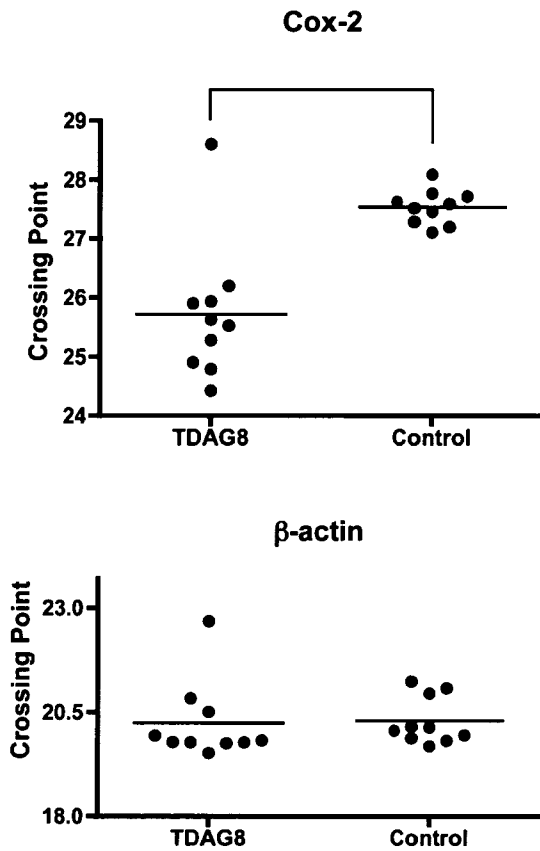 Cox-2
Crossing Point
29
28
27
26
25
24
TDAG8 Control
β-actin
Crossing Point
23.0
20.5
18.0
TDAG8 Control